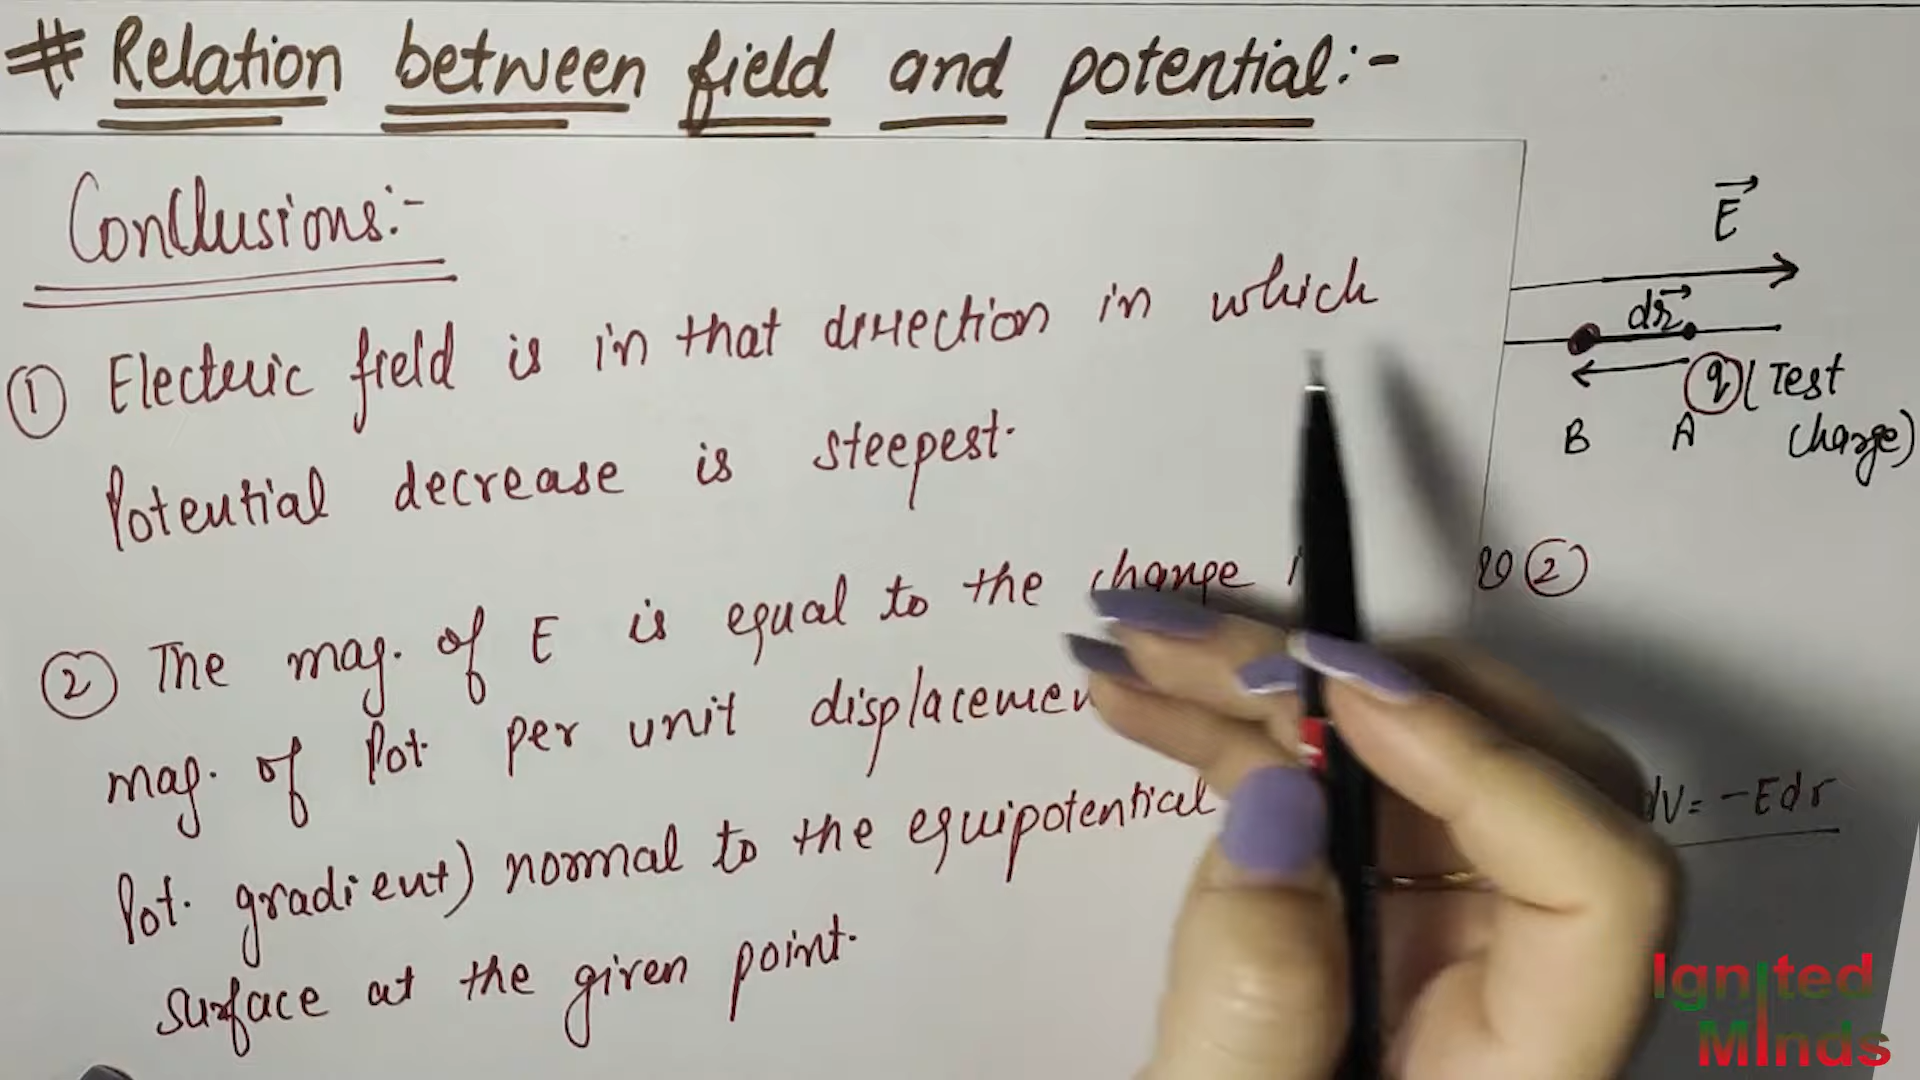 # Relation between field and potential:-
Conclusions:-
① Electric field is in that direction in which
Potential decrease is steepest.
② The mag. of E is equal to the change
mag. of Pot. per unit
Pot. gradient) normal to the equipotential
surface at the given point.
E
dr
q (Test
charge)
B A
②
dV = -Edr
Ignited
Minds